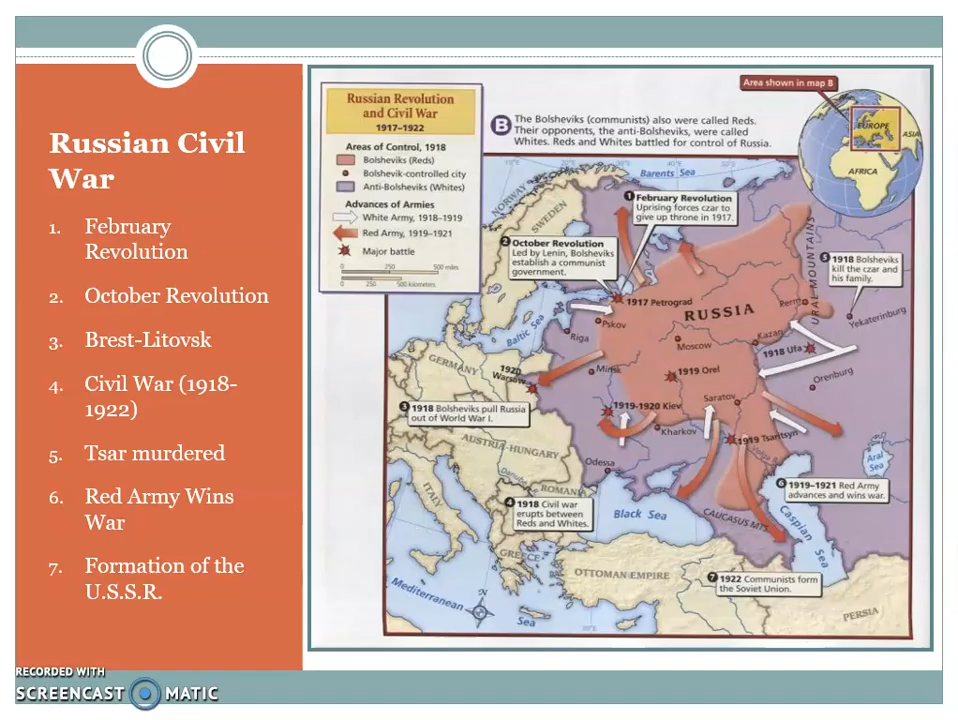 Russian Civil
War
1. February
Revolution
2. October Revolution
3. Brest-Litovsk
4. Civil War (1918-
1922)
5. Tsar murdered
6. Red Army Wins
War
7. Formation of the
U.S.S.R.
Russian Revolution
and Civil War
1917–1922
Areas of Control, 1918
Bolsheviks (Reds)
Bolshevik-controlled city
Anti-Bolsheviks (Whites)
Advances of Armies
White Army, 1918–1919
Red Army, 1919–1921
Major battle
0 250 500 miles
0 250 500 kilometers
B The Bolsheviks (communists) also were called Reds.
Their opponents, the anti-Bolsheviks, were called
Whites. Reds and Whites battled for control of Russia.
Area shown in map B
EUROPE
ASIA
AFRICA
Barents Sea
NORWAY
SWEDEN
1 February Revolution
Uprising forces czar to
give up throne in 1917.
2 October Revolution
Led by Lenin, Bolsheviks
establish a communist
government.
5 1918 Bolsheviks
kill the czar and
his family.
URAL MOUNTAINS
1917 Petrograd
RUSSIA
Perm
Yekaterinburg
Baltic Sea
Pskov
Riga
Moscow
Kazan
1918 Ufa
GERMANY
1920
Warsaw
Minsk
1919 Orel
Orenburg
Saratov
3 1918 Bolsheviks pull Russia
out of World War I.
1919-1920 Kiev
Kharkov
1919 Tsaritsyn
Volga R.
AUSTRIA-HUNGARY
Odessa
Aral
Sea
Danube R.
ROMANIA
ITALY
4 1918 Civil war
erupts between
Reds and Whites.
Black Sea
CAUCASUS MTS.
6 1919–1921 Red Army
advances and wins war.
Caspian Sea
GREECE
OTTOMAN EMPIRE
7 1922 Communists form
the Soviet Union.
PERSIA
Mediterranean
Sea
RECORDED WITH
SCREENCAST MATIC